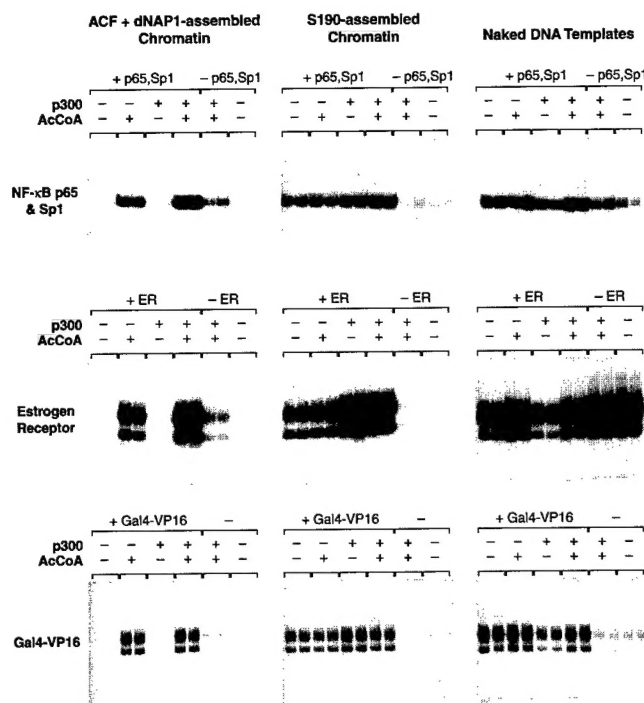 ACF + dNAP1-assembled Chromatin
S190-assembled Chromatin
Naked DNA Templates
+ p65,Sp1 – p65,Sp1 + p65,Sp1 – p65,Sp1 + p65,Sp1 – p65,Sp1
p300 – – + + + – – – + + + – – – + + + –
AcCoA – + – + + – – + – + + – – + – + + –
NF-κB p65 & Sp1
+ ER – ER + ER – ER + ER – ER
p300 – – + + + – – – + + + – – – + + + –
AcCoA – + – + + – – + – + + – – + – + + –
Estrogen Receptor
+ Gal4-VP16 – + Gal4-VP16 – + Gal4-VP16 –
p300 – – + + + – – – + + + – – – + + + –
AcCoA – + – + + – – + – + + – – + – + + –
Gal4-VP16